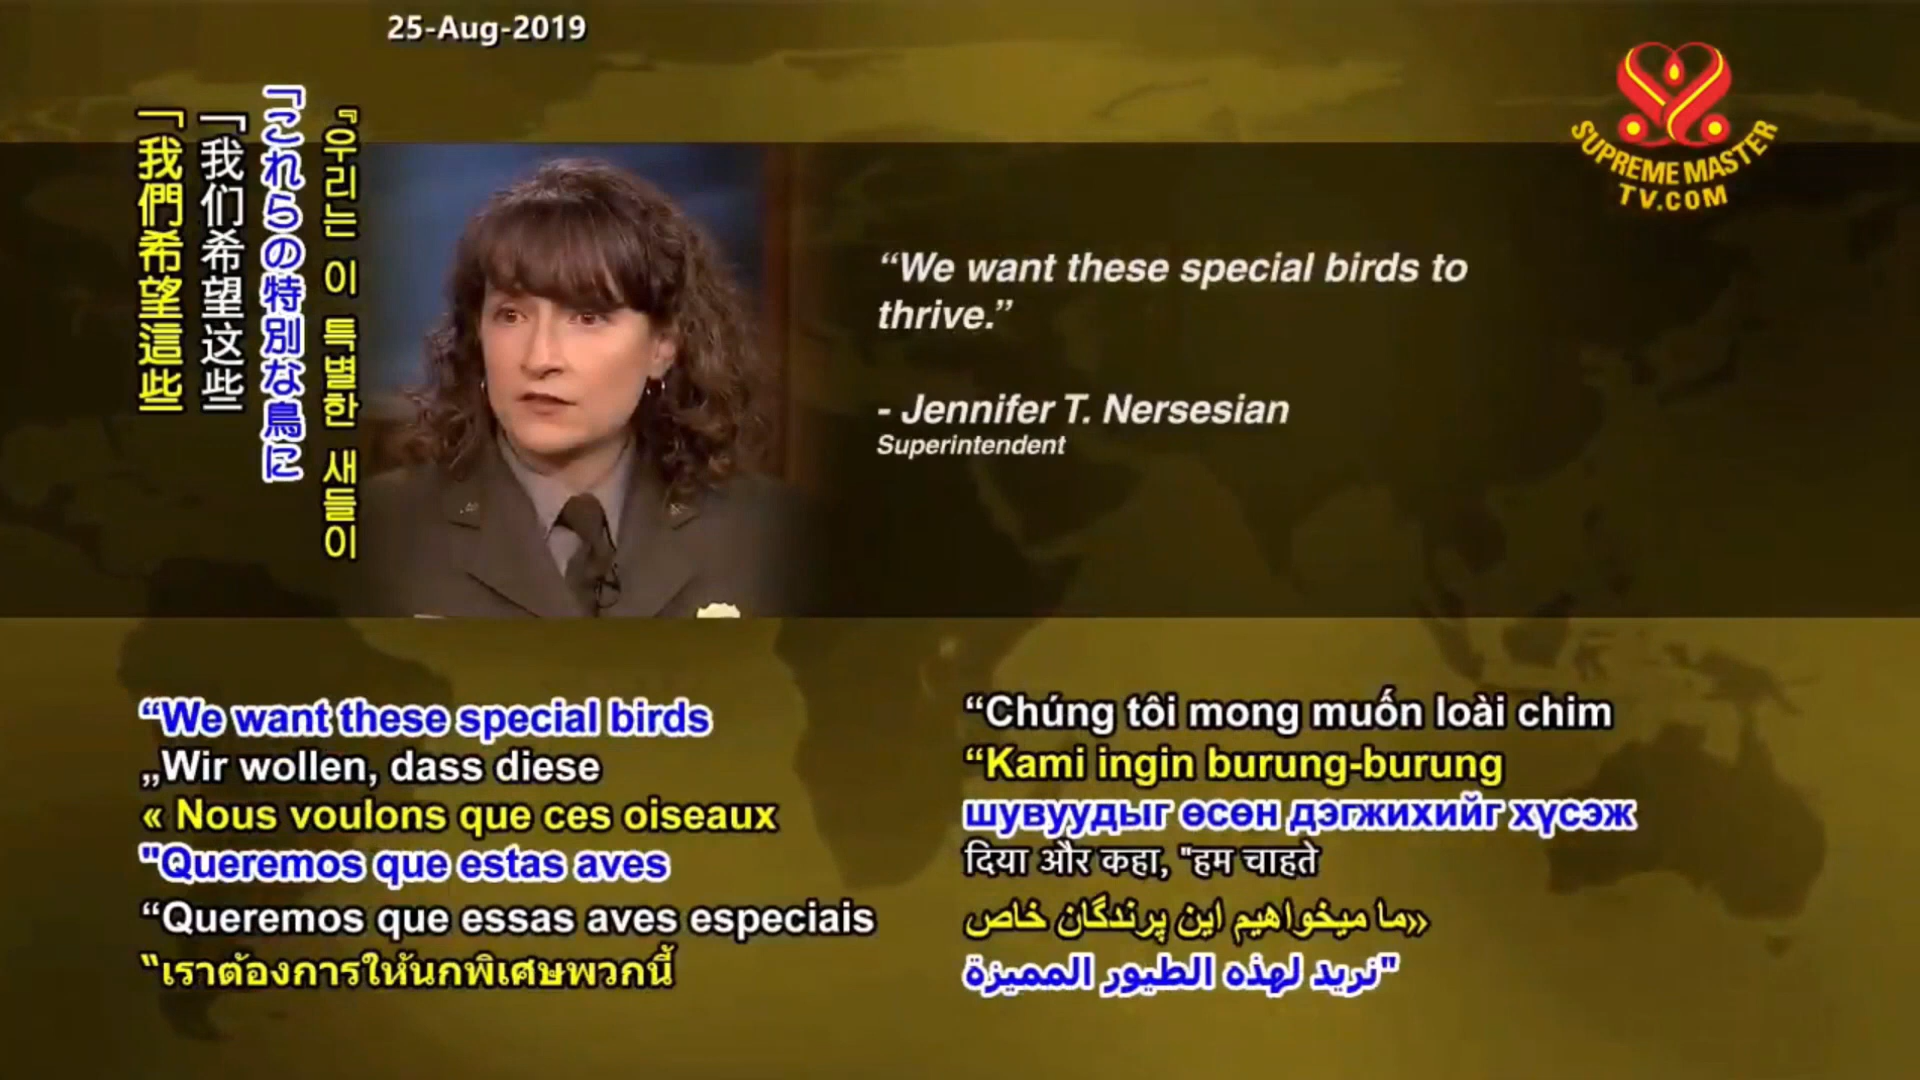 25-Aug-2019
SUPREME MASTER
TV.COM
「我們希望這些
「我们希望这些
「これらの特別な鳥に
『우리는 이 특별한 새들이
“We want these special birds to
thrive.”
- Jennifer T. Nersesian
Superintendent
“We want these special birds
„Wir wollen, dass diese
« Nous voulons que ces oiseaux
"Queremos que estas aves
“Queremos que essas aves especiais
“เราต้องการให้นกพิเศษพวกนี้
“Chúng tôi mong muốn loài chim
“Kami ingin burung-burung
шувуудыг өсөн дэгжихийг хүсэж
दिया और कहा, "हम चाहते
«ما میخواهیم این پرندگان خاص
"نريد لهذه الطيور المميزة